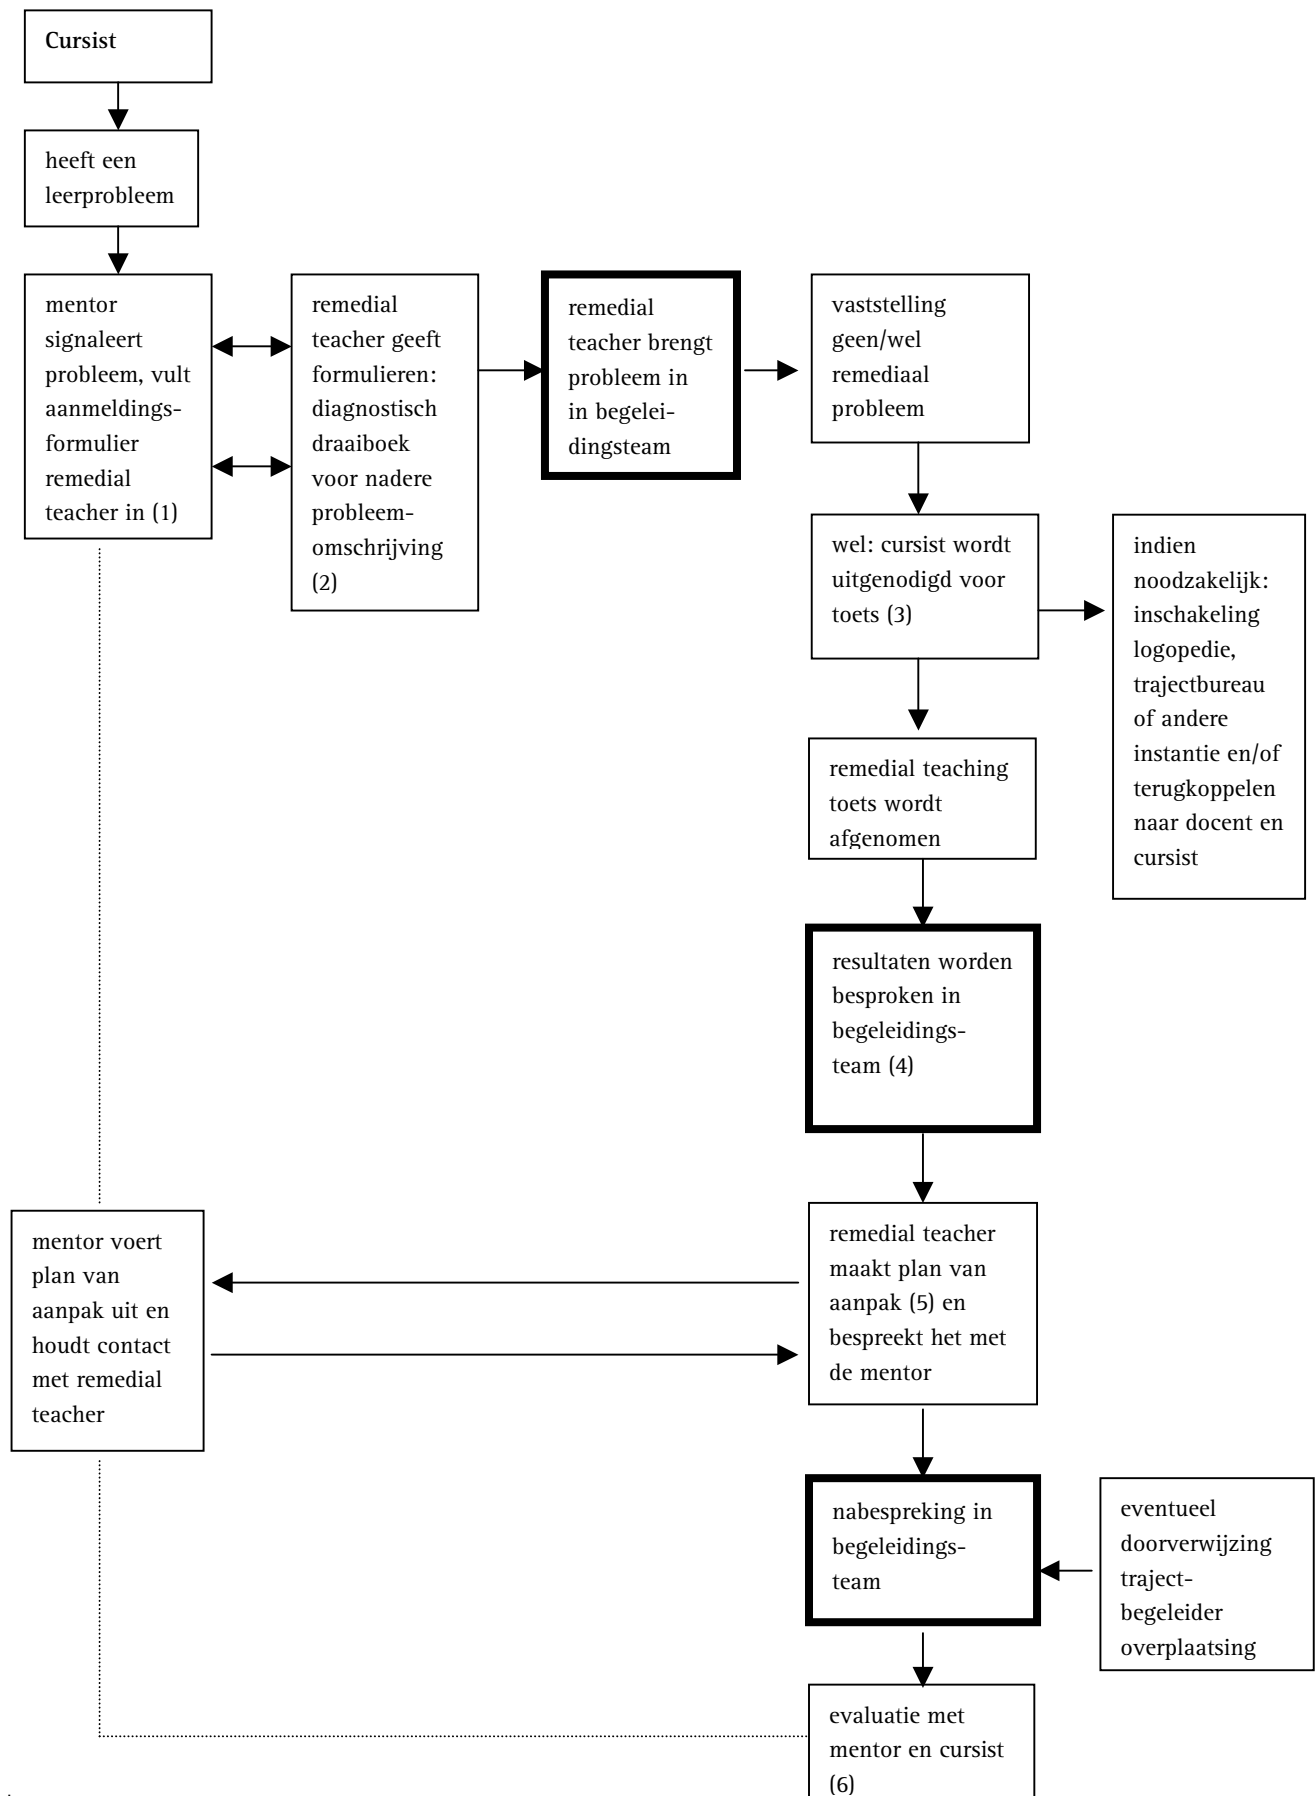 Cursist
heeft een
leerprobleem
mentor
signaleert
probleem, vult
aanmeldings-
formulier
remedial
teacher in (1)
remedial
teacher geeft
formulieren:
diagnostisch
draaiboek
voor nadere
probleem-
omschrijving
(2)
remedial
teacher brengt
probleem in
in begelei-
dingsteam
vaststelling
geen/wel
remediaal
probleem
wel: cursist wordt
uitgenodigd voor
toets (3)
indien
noodzakelijk:
inschakeling
logopedie,
trajectbureau
of andere
instantie en/of
terugkoppelen
naar docent en
cursist
remedial teaching
toets wordt
afgenomen
resultaten worden
besproken in
begeleidings-
team (4)
mentor voert
plan van
aanpak uit en
houdt contact
met remedial
teacher
remedial teacher
maakt plan van
aanpak (5) en
bespreekt het met
de mentor
nabespreking in
begeleidings-
team
eventueel
doorverwijzing
traject-
begeleider
overplaatsing
evaluatie met
mentor en cursist
(6)